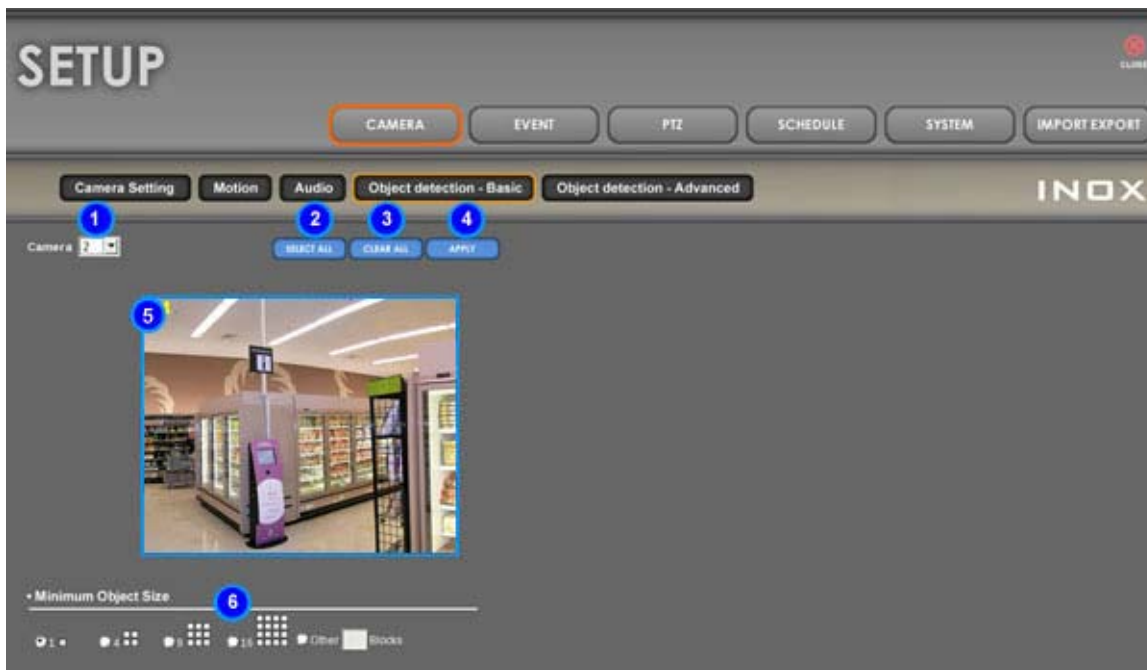 SETUP
CLOSE
CAMERA EVENT PTZ SCHEDULE SYSTEM IMPORT EXPORT
Camera Setting Motion Audio Object detection - Basic Object detection - Advanced
INOX
1 2 3 4
Camera 2 SELECT ALL CLEAR ALL APPLY
5
• Minimum Object Size
6
1 4 9 16 Other Blocks